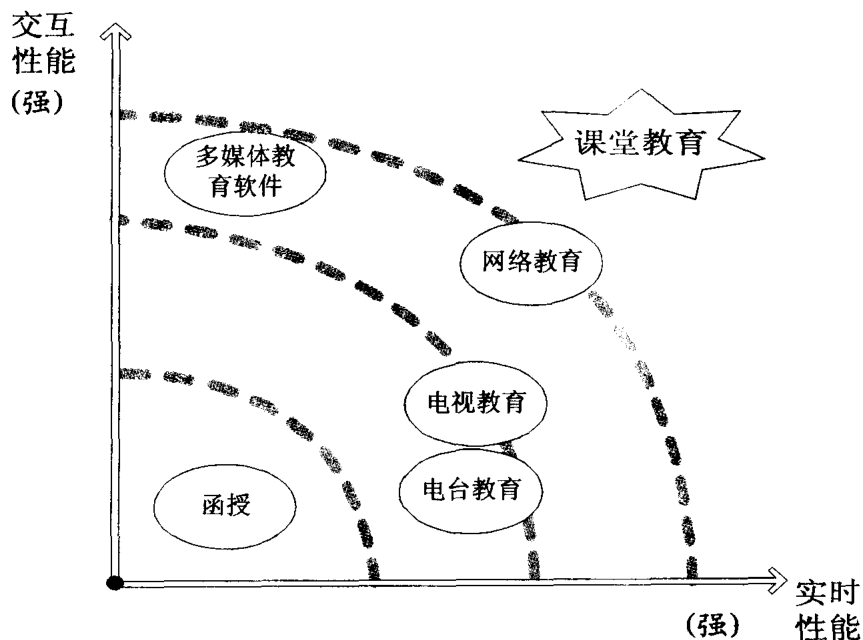 交互
性能
(强)
课堂教育
多媒体教
育软件
网络教育
电视教育
电台教育
函授
实时
性能
(强)